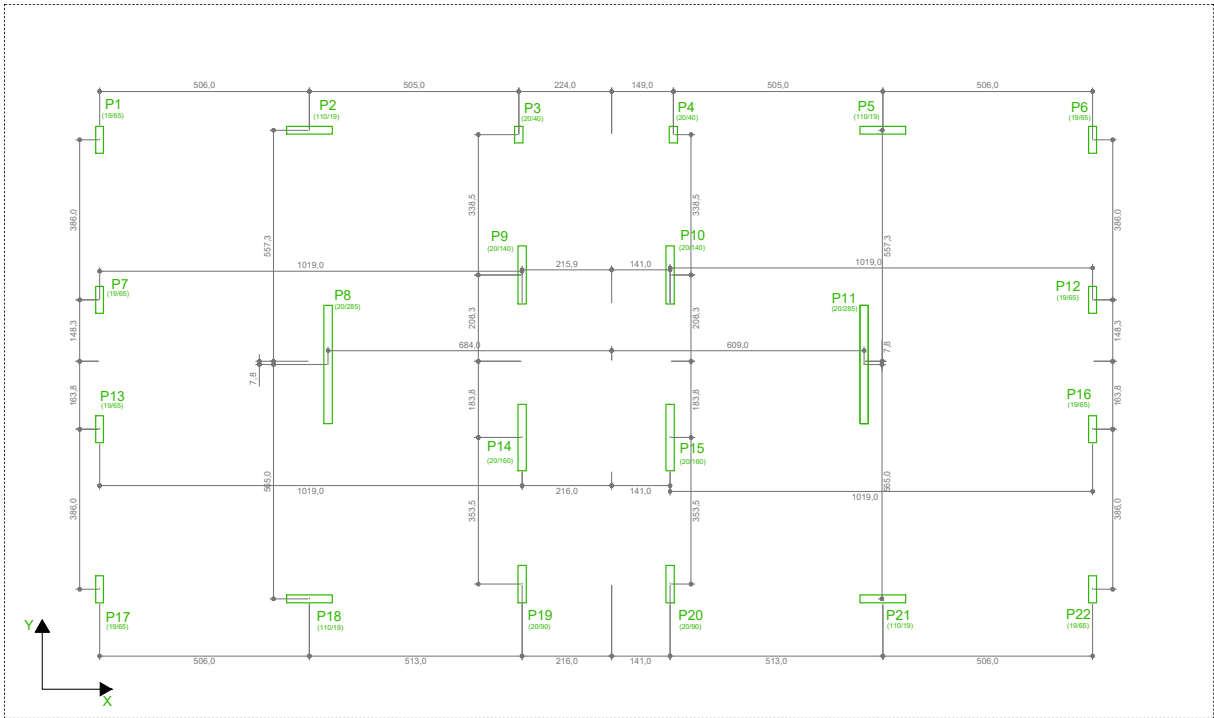 506,0 505,0 224,0 149,0 505,0 506,0
P1
(19/65)
P2
(110/19)
P3
(20/40)
P4
(20/40)
P5
(110/19)
P6
(19/65)
386,0
557,3
338,5
338,5
557,3
386,0
P9
(20/140)
P10
(20/140)
1019,0 215,9 141,0 1019,0
P7
(19/65)
P8
(20/285)
P11
(20/285)
P12
(19/65)
148,3
208,3
208,3
148,3
684,0 609,0
7,8
7,8
P13
(19/65)
163,8
183,8
183,8
P16
(19/65)
163,8
P14
(20/160)
P15
(20/160)
565,0
565,0
1019,0 216,0 141,0 1019,0
386,0
353,5
353,5
386,0
P17
(19/65)
P18
(110/19)
P19
(20/90)
P20
(20/90)
P21
(110/19)
P22
(19/65)
506,0 513,0 216,0 141,0 513,0 506,0
Y
X